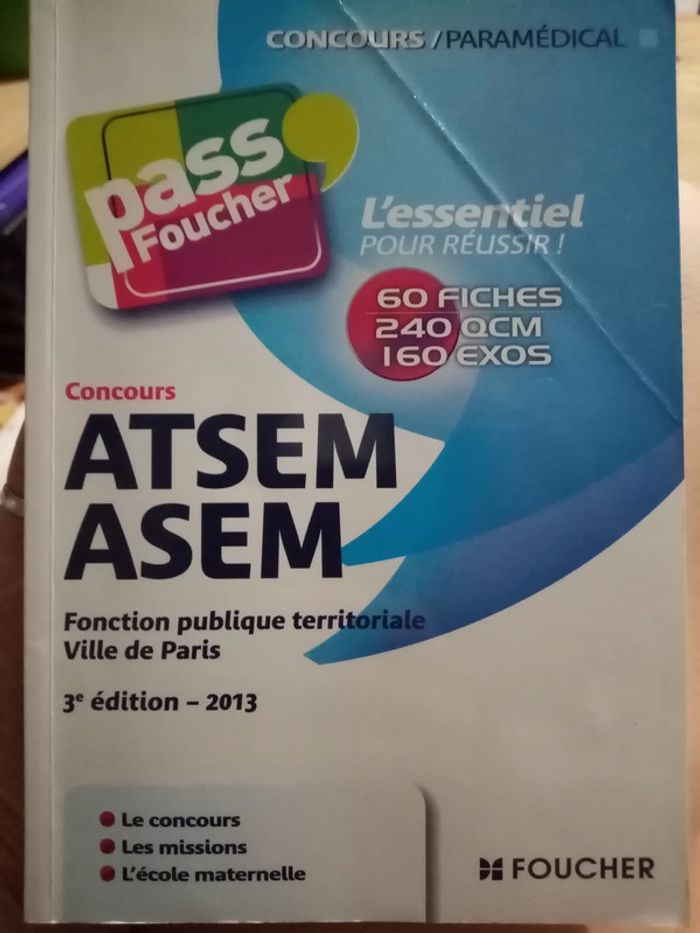 CONCOURS/PARAMÉDICAL
pass
Foucher
L'essentiel
POUR RÉUSSIR !
60 FICHES
240 QCM
160 EXOS
Concours
ATSEM
ASEM
Fonction publique territoriale
Ville de Paris
3e édition – 2013
Le concours
Les missions
L'école maternelle
FOUCHER